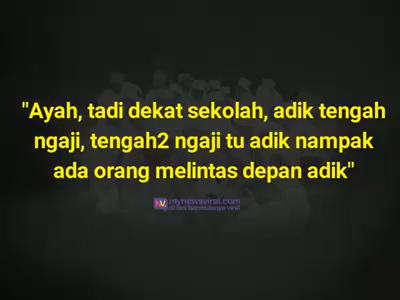 "Ayah, tadi dekat sekolah, adik tengah
ngaji, tengah2 ngaji tu adik nampak
ada orang melintas depan adik"
mynewsviral.com